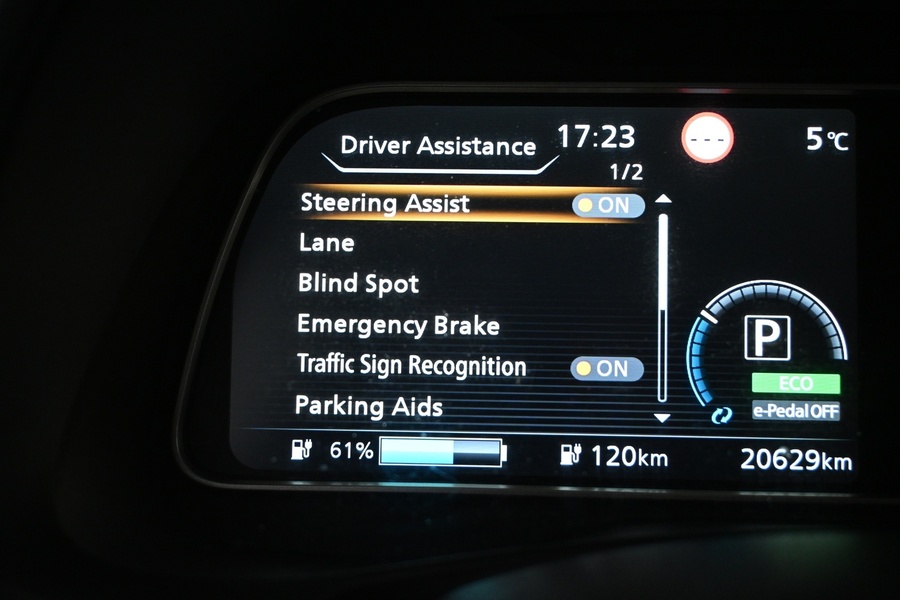 Driver Assistance 17:23 --- 5°C
1/2
Steering Assist ON
Lane
Blind Spot
Emergency Brake
Traffic Sign Recognition ON
Parking Aids
P
ECO
e-Pedal OFF
61% 120km 20629km